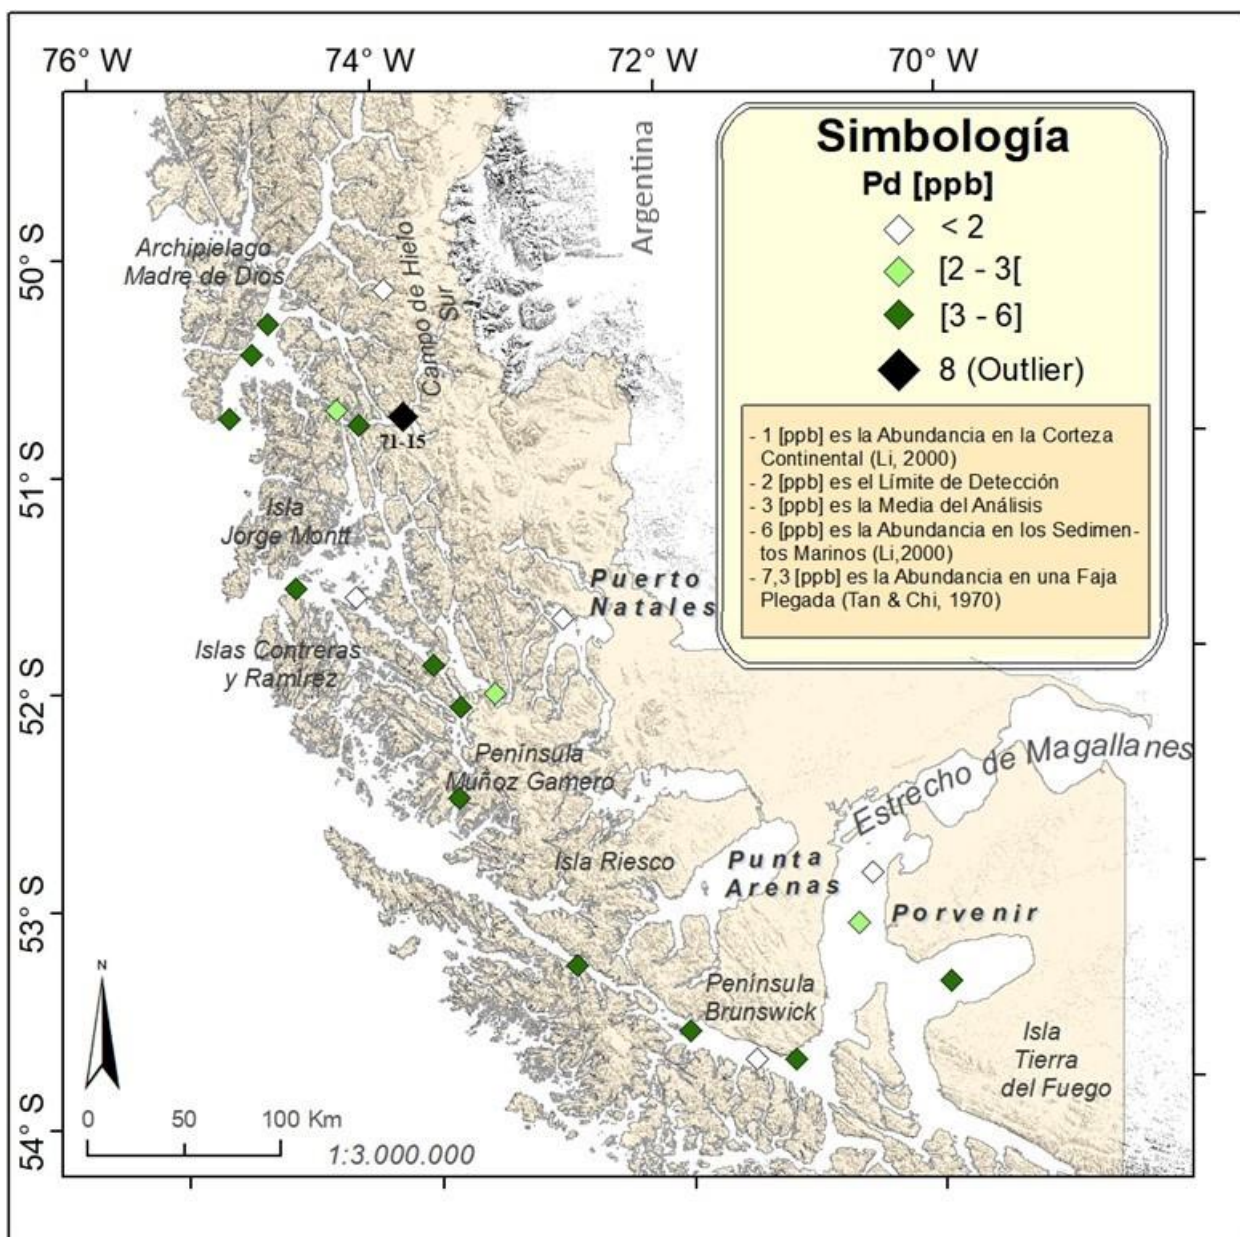 76° W
74° W
72° W
70° W
50° S
51° S
52° S
53° S
54° S
Argentina
Simbología
Pd [ppb]
< 2
[2 - 3[
[3 - 6]
8 (Outlier)
- 1 [ppb] es la Abundancia en la Corteza
Continental (Li, 2000)
- 2 [ppb] es el Límite de Detección
- 3 [ppb] es la Media del Análisis
- 6 [ppb] es la Abundancia en los Sedimen-
tos Marinos (Li,2000)
- 7,3 [ppb] es la Abundancia en una Faja
Plegada (Tan & Chi, 1970)
Archipielago
Madre de Dios
Campo de Hielo
Sur
71-15
Isla
Jorge Montt
Puerto
Natales
Islas Contreras
y Ramírez
Península
Muñoz Gamero
Estrecho de Magallanes
Isla Riesco
Punta
Arenas
Porvenir
Península
Brunswick
Isla
Tierra
del Fuego
N
0 50 100 Km
1:3.000.000